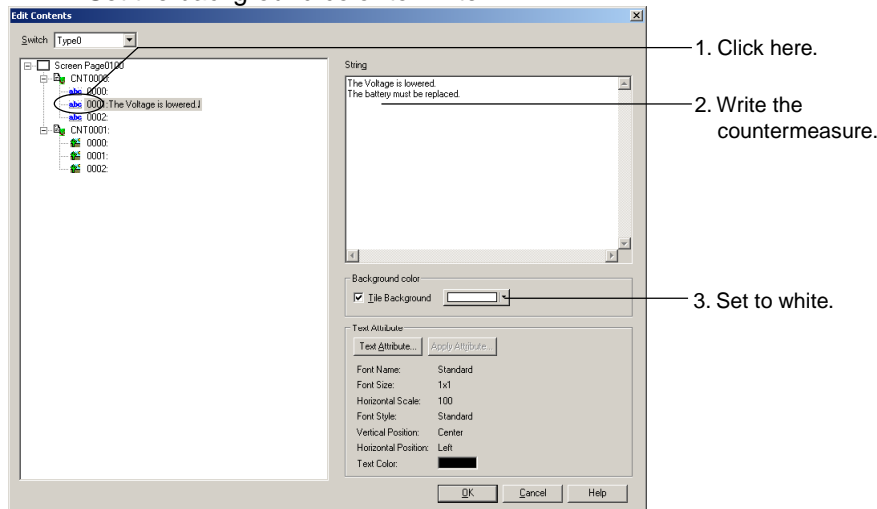 Edit Contents
Switch Type0
Screen Page0100
CNT0000:
0000:
0001:The Voltage is lowered.
0002:
CNT0001:
0000:
0001:
0002:
String
The Voltage is lowered.
The battery must be replaced.
Background color
Tile Background
Text Attribute
Text Attribute... Apply Attribute...
Font Name: Standard
Font Size: 1x1
Horizontal Scale: 100
Font Style: Standard
Vertical Position: Center
Horizontal Position: Left
Text Color:
OK Cancel Help
1. Click here.
2. Write the
countermeasure.
3. Set to white.